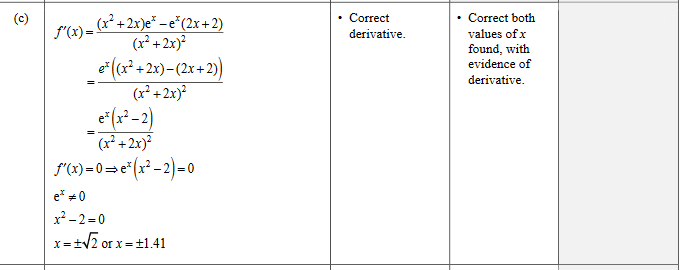 (c)
f'(x) = (x² + 2x)eˣ − eˣ(2x + 2) / (x² + 2x)²
= eˣ((x² + 2x) − (2x + 2)) / (x² + 2x)²
= eˣ(x² − 2) / (x² + 2x)²
f'(x) = 0 ⇒ eˣ(x² − 2) = 0
eˣ ≠ 0
x² − 2 = 0
x = ±√2 or x = ±1.41
• Correct
derivative.
• Correct both
values of x
found, with
evidence of
derivative.